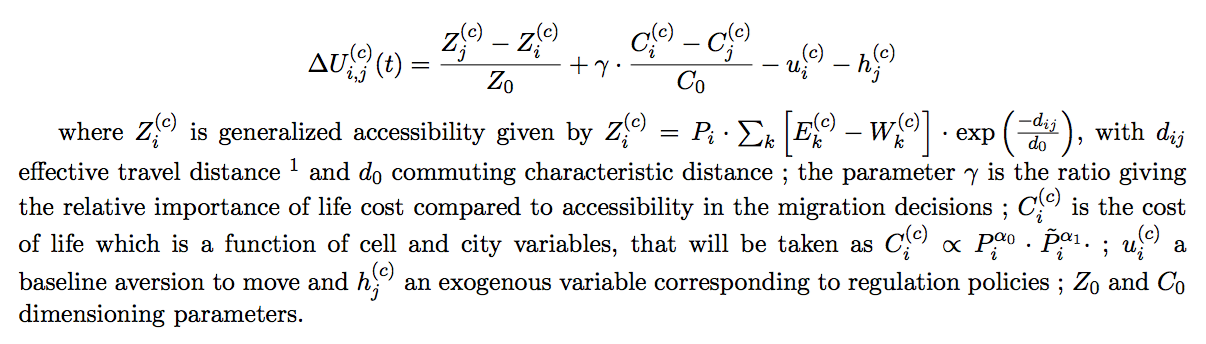 ΔU_{i,j}^{(c)}(t) = \frac{Z_j^{(c)} − Z_i^{(c)}}{Z_0} + γ · \frac{C_i^{(c)} − C_j^{(c)}}{C_0} − u_i^{(c)} − h_j^{(c)}
where Z_i^{(c)} is generalized accessibility given by Z_i^{(c)} = P_i · ∑_k [E_k^{(c)} − W_k^{(c)}] · exp(\frac{−d_{ij}}{d_0}), with d_{ij}
effective travel distance ^1 and d_0 commuting characteristic distance ; the parameter γ is the ratio giving
the relative importance of life cost compared to accessibility in the migration decisions ; C_i^{(c)} is the cost
of life which is a function of cell and city variables, that will be taken as C_i^{(c)} ∝ P_i^{α_0} · \tilde{P}_i^{α_1}· ; u_i^{(c)} a
baseline aversion to move and h_j^{(c)} an exogenous variable corresponding to regulation policies ; Z_0 and C_0
dimensioning parameters.